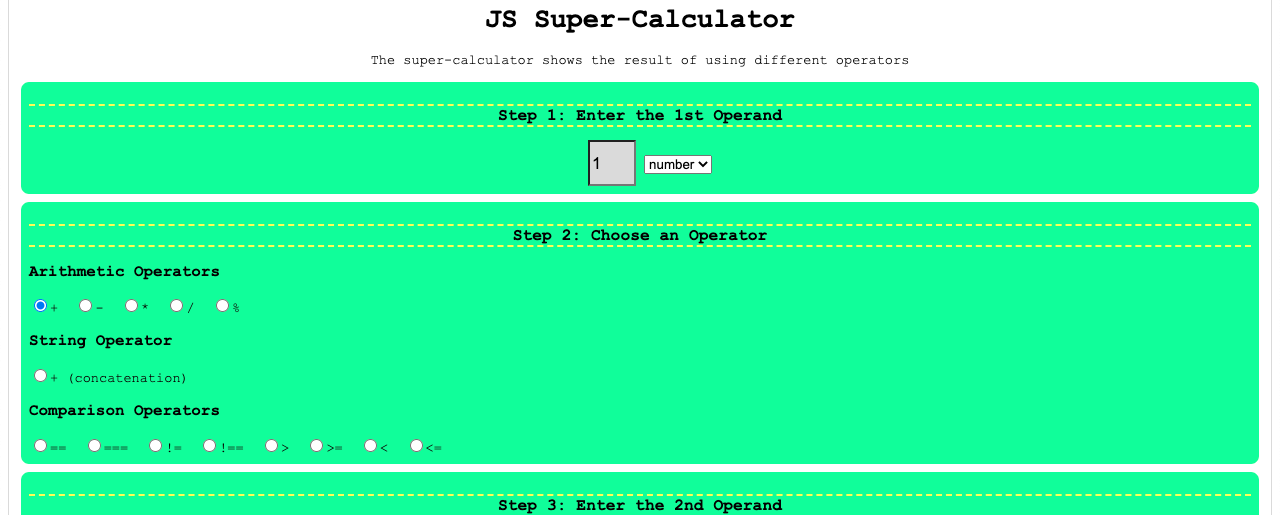 JS Super-Calculator
The super-calculator shows the result of using different operators
Step 1: Enter the 1st Operand
1 number
Step 2: Choose an Operator
Arithmetic Operators
+ - * / %
String Operator
+ (concatenation)
Comparison Operators
== === != !== > >= < <=
Step 3: Enter the 2nd Operand